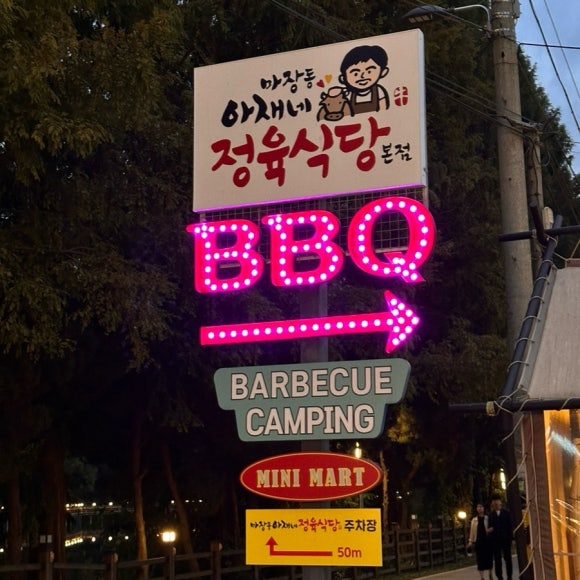 마장동
아재네
정육식당 본점
BBQ
BARBECUE
CAMPING
MINI MART
마장동아재네정육식당 주차장
50m